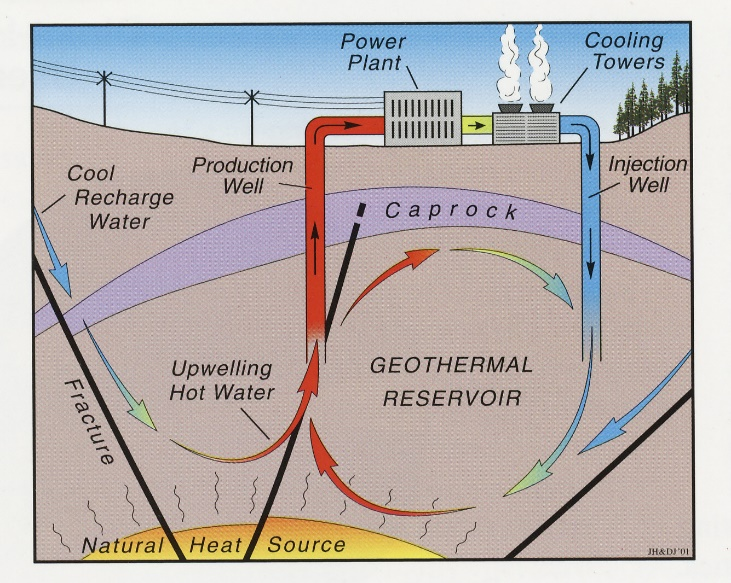 Power
Plant
Cooling
Towers
Cool
Recharge
Water
Production
Well
Injection
Well
Caprock
Upwelling
Hot Water
GEOTHERMAL
RESERVOIR
Fracture
Natural Heat Source
JH&DJ '01